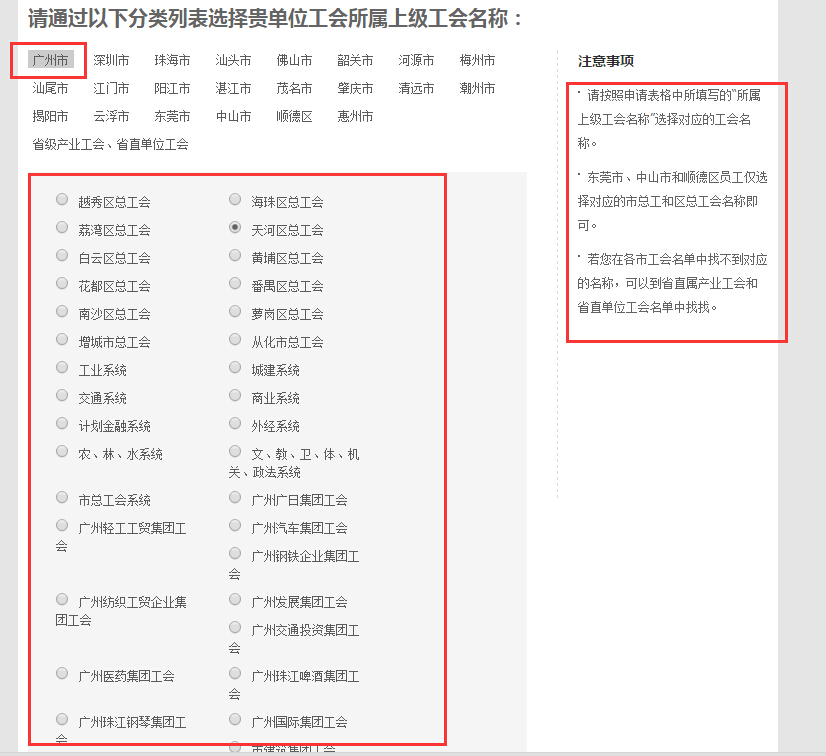 请通过以下分类列表选择贵单位工会所属上级工会名称：
广州市 深圳市 珠海市 汕头市 佛山市 韶关市 河源市 梅州市
汕尾市 江门市 阳江市 湛江市 茂名市 肇庆市 清远市 潮州市
揭阳市 云浮市 东莞市 中山市 顺德区 惠州市
省级产业工会、省直单位工会
越秀区总工会 海珠区总工会
荔湾区总工会 天河区总工会
白云区总工会 黄埔区总工会
花都区总工会 番禺区总工会
南沙区总工会 萝岗区总工会
增城市总工会 从化市总工会
工业系统 城建系统
交通系统 商业系统
计划金融系统 外经系统
农、林、水系统 文、教、卫、体、机
关、政法系统
市总工会系统 广州广日集团工会
广州轻工工贸集团工 广州汽车集团工会
会
广州钢铁企业集团工
会
广州纺织工贸企业集 广州发展集团工会
团工会
广州交通投资集团工
会
广州医药集团工会 广州珠江啤酒集团工
会
广州珠江钢琴集团工 广州国际集团工会
会
市建筑集团工会
注意事项
· 请按照申请表格中所填写的“所属
上级工会名称”选择对应的工会名
称。
· 东莞市、中山市和顺德区员工仅选
择对应的市总工和区总工会名称即
可。
· 若您在各市工会名单中找不到对应
的名称，可以到省直属产业工会和
省直单位工会名单中找找。